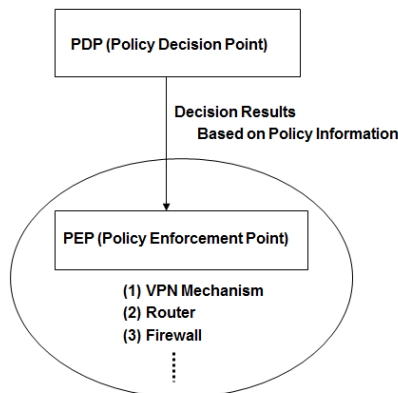 PDP (Policy Decision Point)
Decision Results
Based on Policy Information
PEP (Policy Enforcement Point)
(1) VPN Mechanism
(2) Router
(3) Firewall